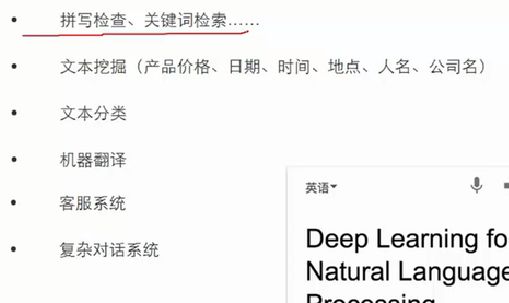 • 拼写检查、关键词检索……
• 文本挖掘（产品价格、日期、时间、地点、人名、公司名）
• 文本分类
• 机器翻译
• 客服系统
• 复杂对话系统
英语
Deep Learning fo
Natural Language
Processing